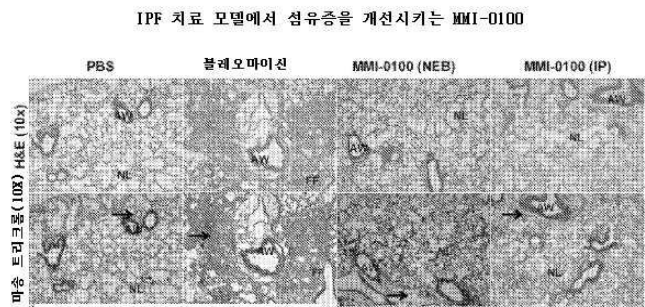 IPF 치료 모델에서 섬유증을 개선시키는 MMI-0100
PBS 블레오마이신 MMI-0100 (NEB) MMI-0100 (IP)
H&E (10x)
AW NL AW FF AW NL NL AW
마송 트리크롬(10X)
AW NL AW FF NL AW NL